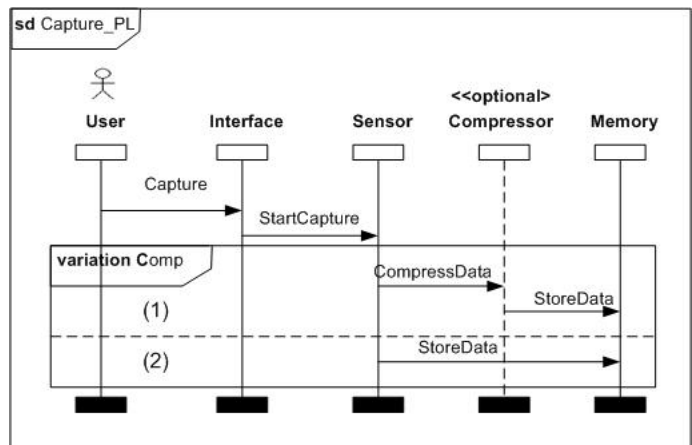 sd Capture_PL
<<optional>
User Interface Sensor Compressor Memory
Capture
StartCapture
variation Comp
CompressData
StoreData
(1)
StoreData
(2)